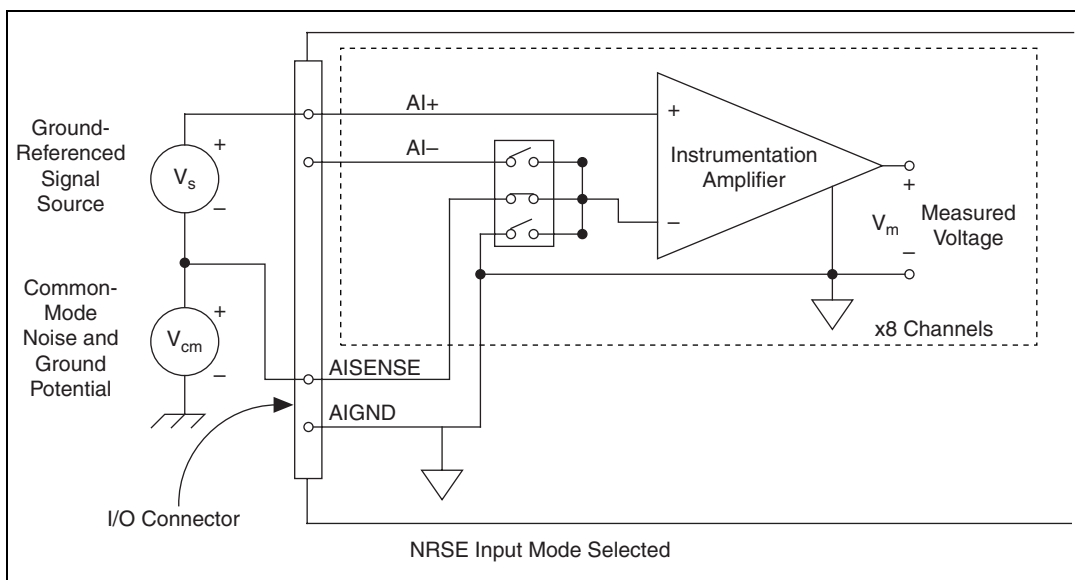 Ground-
Referenced
Signal
Source
+
Vs
–
Common-
Mode
Noise and
Ground
Potential
+
Vcm
–
I/O Connector
AI+
AI–
AISENSE
AIGND
+
Instrumentation
Amplifier
–
+
Vm
–
Measured
Voltage
x8 Channels
NRSE Input Mode Selected